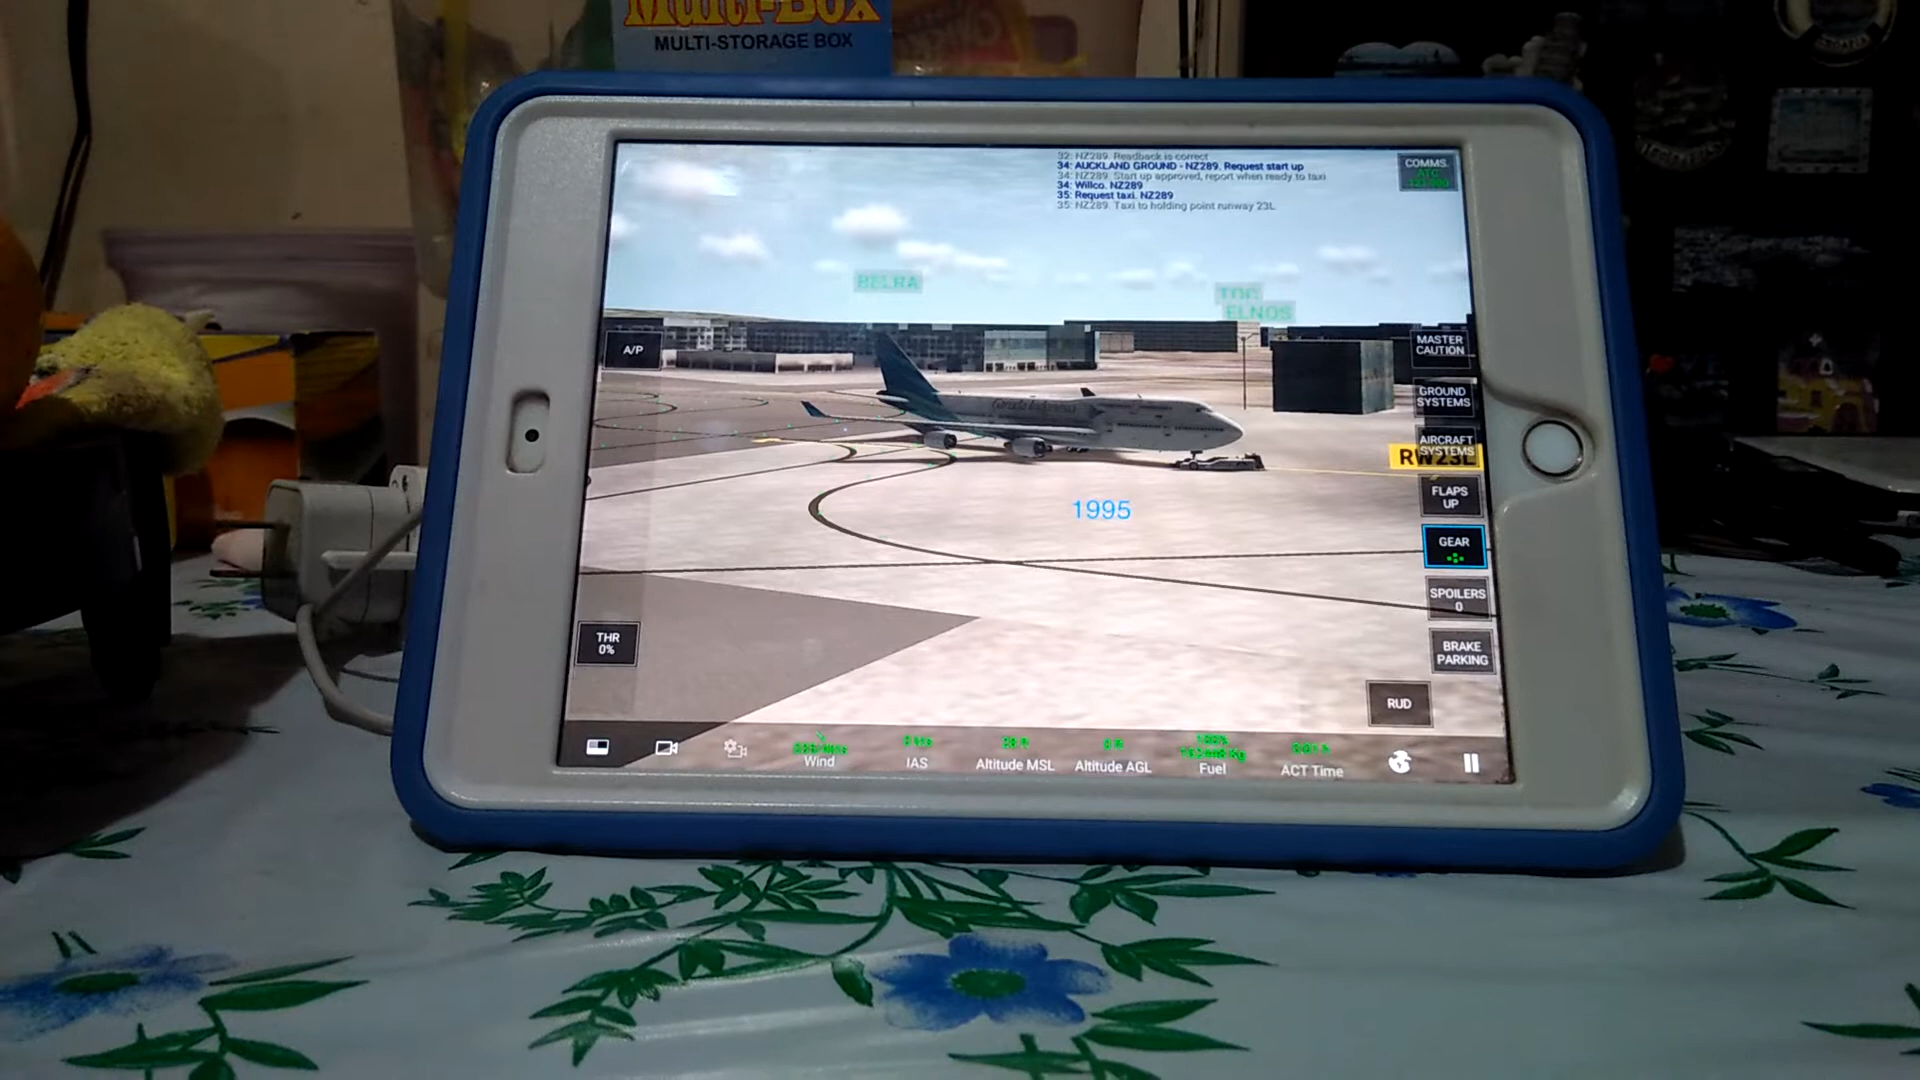 Multi-Box
MULTI-STORAGE BOX
32: NZ289. Readback is correct
34: AUCKLAND GROUND - NZ289. Request start up
34: NZ289. Start up approved, report when ready to taxi
34: Willco. NZ289
35: Request taxi. NZ289
35: NZ289. Taxi to holding point runway 23L
COMMS.
ATC
BELRA
TOC
ELNOS
A/P
MASTER
CAUTION
GROUND
SYSTEMS
AIRCRAFT
SYSTEMS
RW23L
FLAPS
UP
1995
GEAR
SPOILERS
0
THR
0%
BRAKE
PARKING
RUD
Wind
IAS
Altitude MSL
Altitude AGL
100%
Fuel
ACT Time